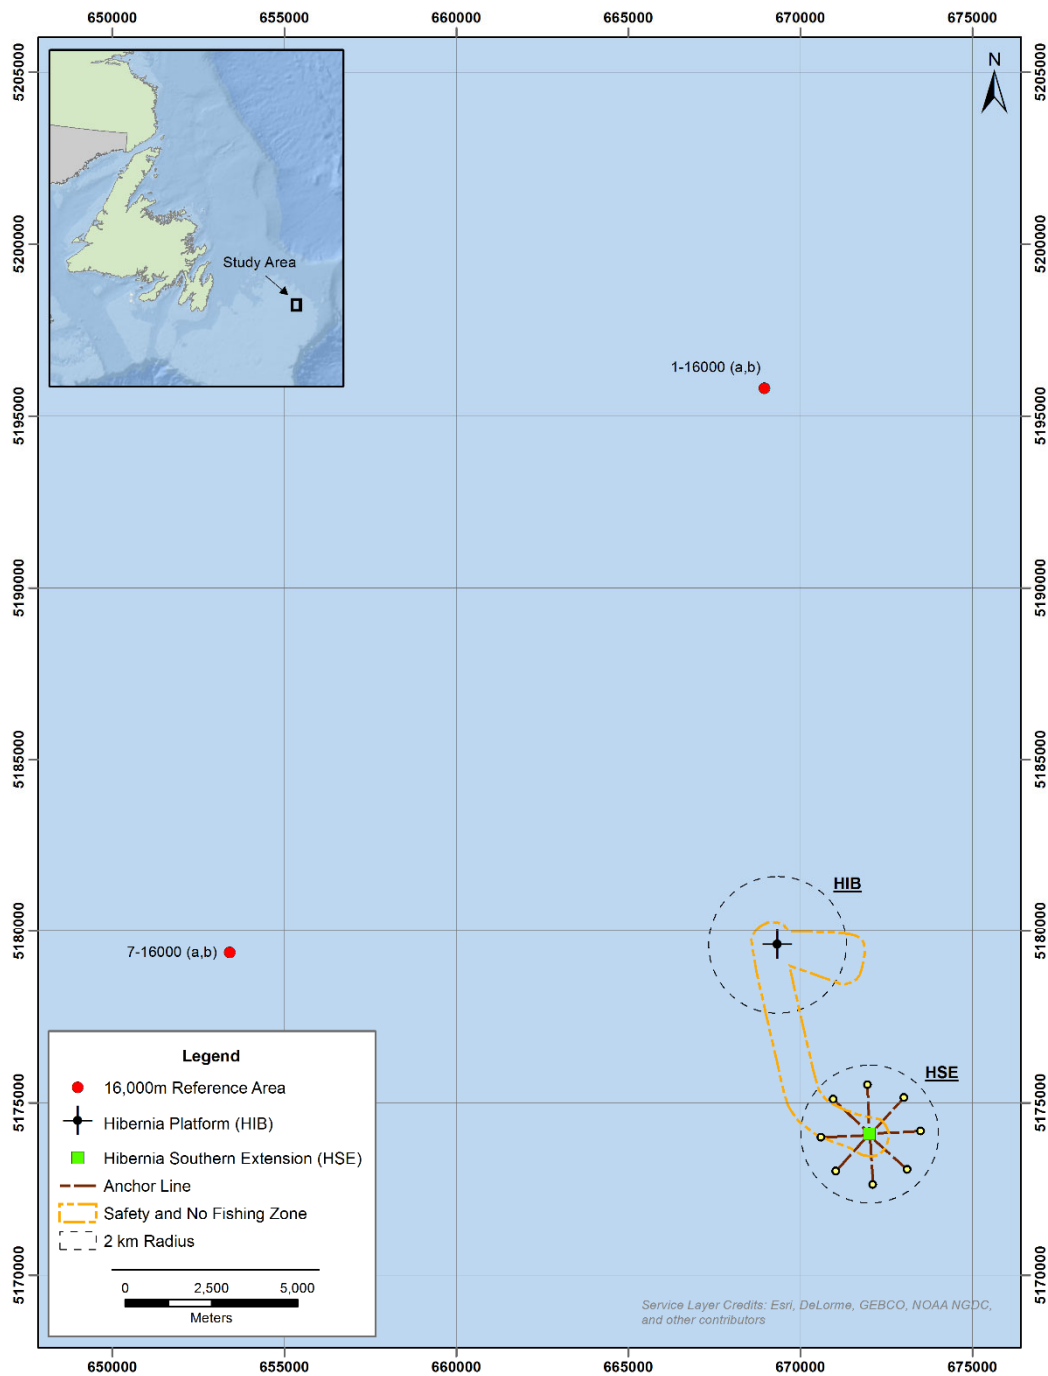 650000 655000 660000 665000 670000 675000
5205000
5205000
N
Study Area
5200000
5200000
1-16000 (a,b)
5195000
5195000
5190000
5190000
5185000
5185000
HIB
5180000
5180000
7-16000 (a,b)
HSE
5175000
5175000
Legend
16,000m Reference Area
Hibernia Platform (HIB)
Hibernia Southern Extension (HSE)
Anchor Line
Safety and No Fishing Zone
2 km Radius
0 2,500 5,000
Meters
5170000
5170000
Service Layer Credits: Esri, DeLorme, GEBCO, NOAA NGDC,
and other contributors
650000 655000 660000 665000 670000 675000